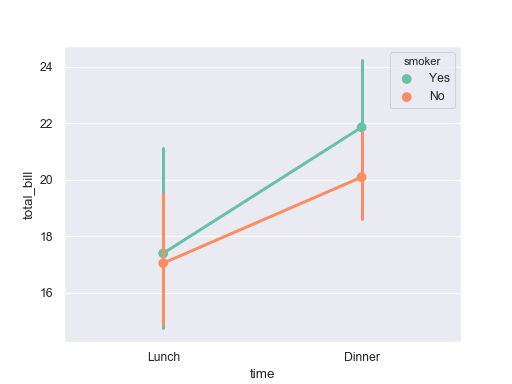 smoker
Yes
No
24
22
20
18
16
total_bill
Lunch
Dinner
time